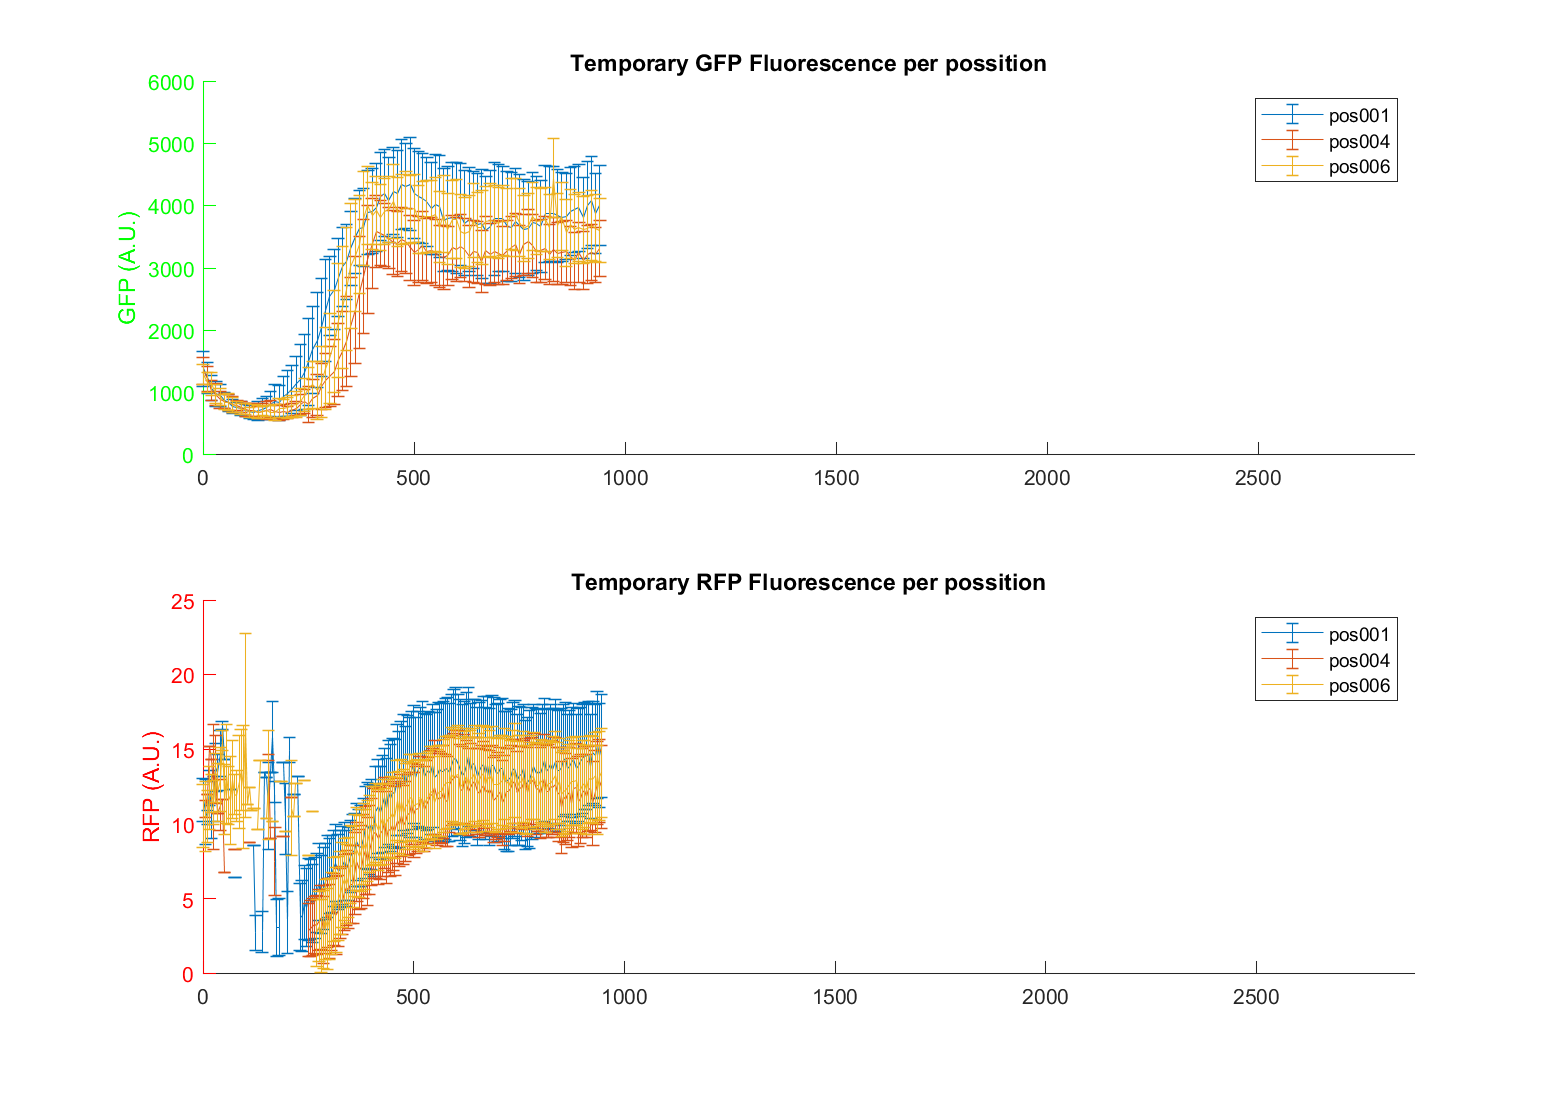 Temporary GFP Fluorescence per possition
6000
5000
4000
3000
2000
1000
0
GFP (A.U.)
0 500 1000 1500 2000 2500
pos001
pos004
pos006
Temporary RFP Fluorescence per possition
25
20
15
10
5
0
RFP (A.U.)
0 500 1000 1500 2000 2500
pos001
pos004
pos006